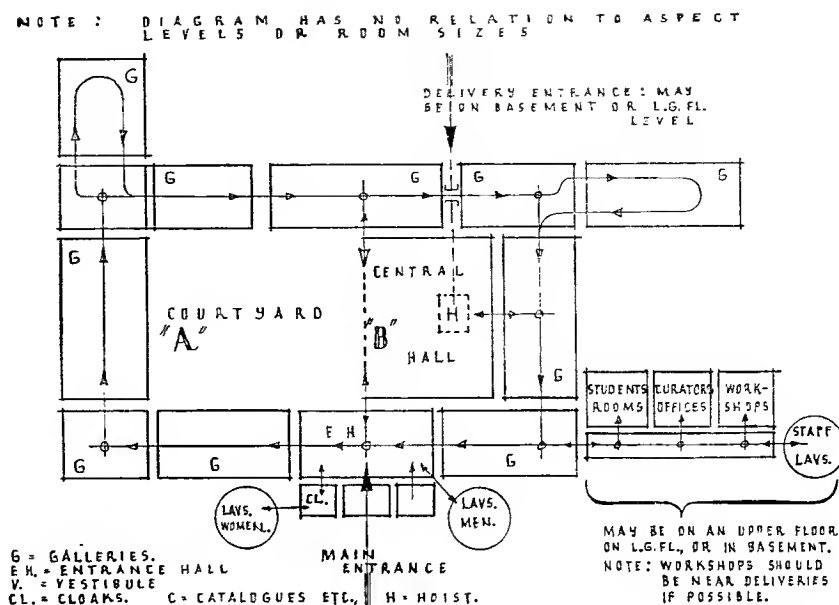 NOTE: DIAGRAM HAS NO RELATION TO ASPECT
LEVELS OR ROOM SIZES
G
DELIVERY ENTRANCE: MAY
BE ON BASEMENT OR L.G.FL.
LEVEL
G
G
G
G
G
CENTRAL
COURTYARD
"A"
"B"
H
HALL
G
STUDENTS
ROOMS
CURATORS
OFFICES
WORK-
SHOPS
STAFF
LAVS.
G
G
E H
G
LAVS.
WOMEN.
CL.
LAVS.
MEN.
MAIN
ENTRANCE
G = GALLERIES.
E.H. = ENTRANCE HALL
V. = VESTIBULE
CL. = CLOAKS. C = CATALOGUES ETC., H = HOIST.
MAY BE ON AN UPPER FLOOR
ON L.G.FL., OR IN BASEMENT.
NOTE: WORKSHOPS SHOULD
BE NEAR DELIVERIES
IF POSSIBLE.